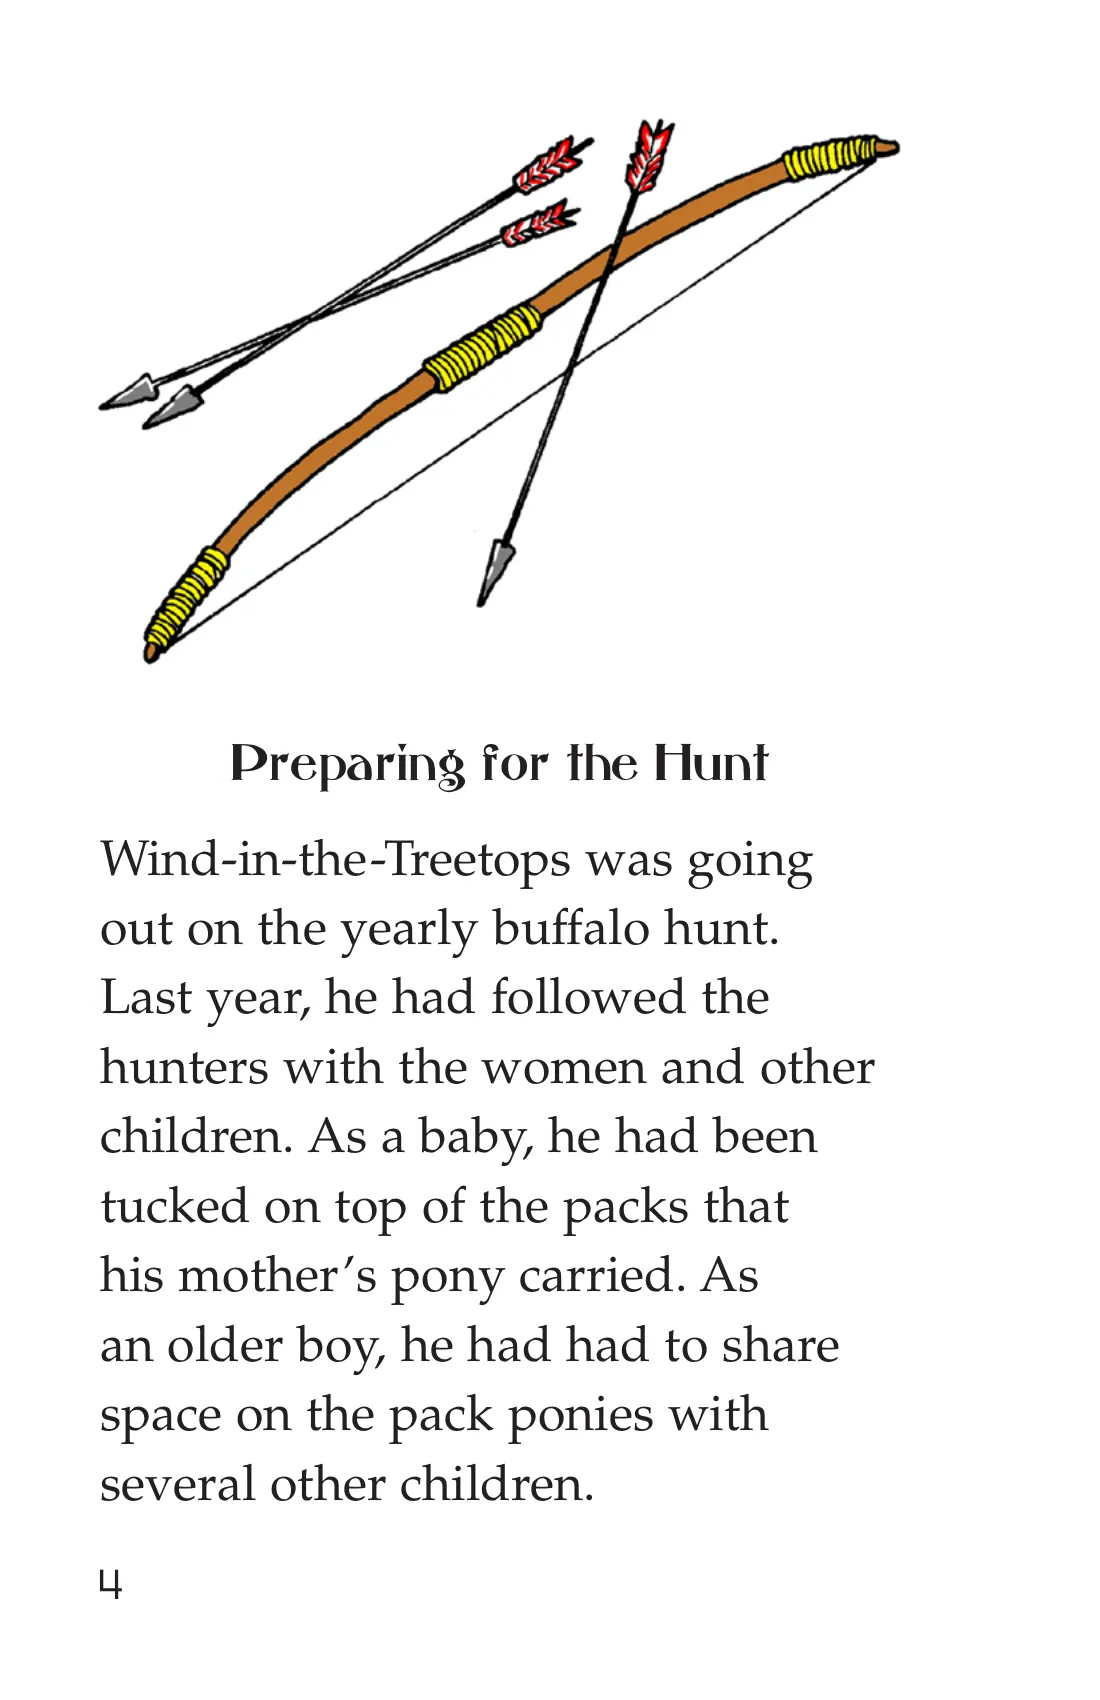 Preparing for the Hunt
Wind-in-the-Treetops was going
out on the yearly buffalo hunt.
Last year, he had followed the
hunters with the women and other
children. As a baby, he had been
tucked on top of the packs that
his mother’s pony carried. As
an older boy, he had had to share
space on the pack ponies with
several other children.
4